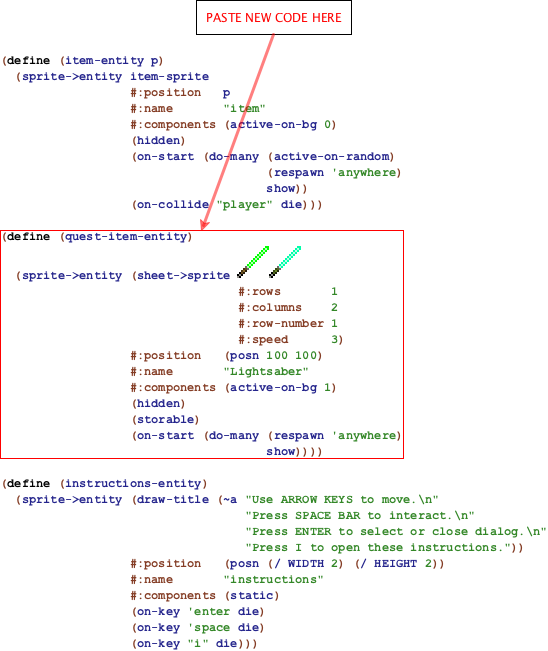 PASTE NEW CODE HERE
(define (item-entity p)
  (sprite->entity item-sprite
                  #:position   p
                  #:name       "item"
                  #:components (active-on-bg 0)
                  (hidden)
                  (on-start (do-many (active-on-random)
                                     (respawn 'anywhere)
                                     show))
                  (on-collide "player" die)))
(define (quest-item-entity)
  (sprite->entity (sheet->sprite
                                 #:rows       1
                                 #:columns    2
                                 #:row-number 1
                                 #:speed      3)
                  #:position   (posn 100 100)
                  #:name       "Lightsaber"
                  #:components (active-on-bg 1)
                  (hidden)
                  (storable)
                  (on-start (do-many (respawn 'anywhere)
                                     show))))
(define (instructions-entity)
  (sprite->entity (draw-title (~a "Use ARROW KEYS to move.\n"
                                  "Press SPACE BAR to interact.\n"
                                  "Press ENTER to select or close dialog.\n"
                                  "Press I to open these instructions."))
                  #:position   (posn (/ WIDTH 2) (/ HEIGHT 2))
                  #:name       "instructions"
                  #:components (static)
                  (on-key 'enter die)
                  (on-key 'space die)
                  (on-key "i" die)))